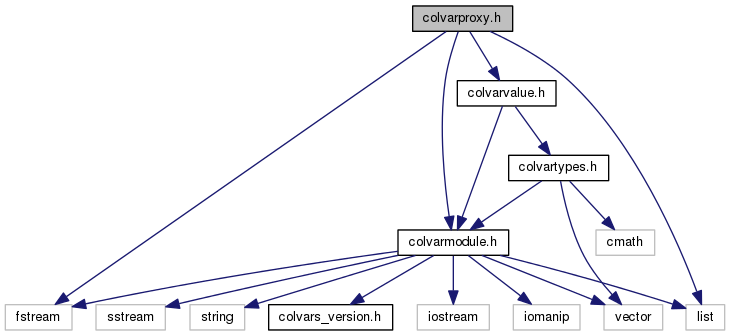 colvarproxy.h
colvarvalue.h
colvartypes.h
colvarmodule.h
cmath
fstream
sstream
string
colvars_version.h
iostream
iomanip
vector
list